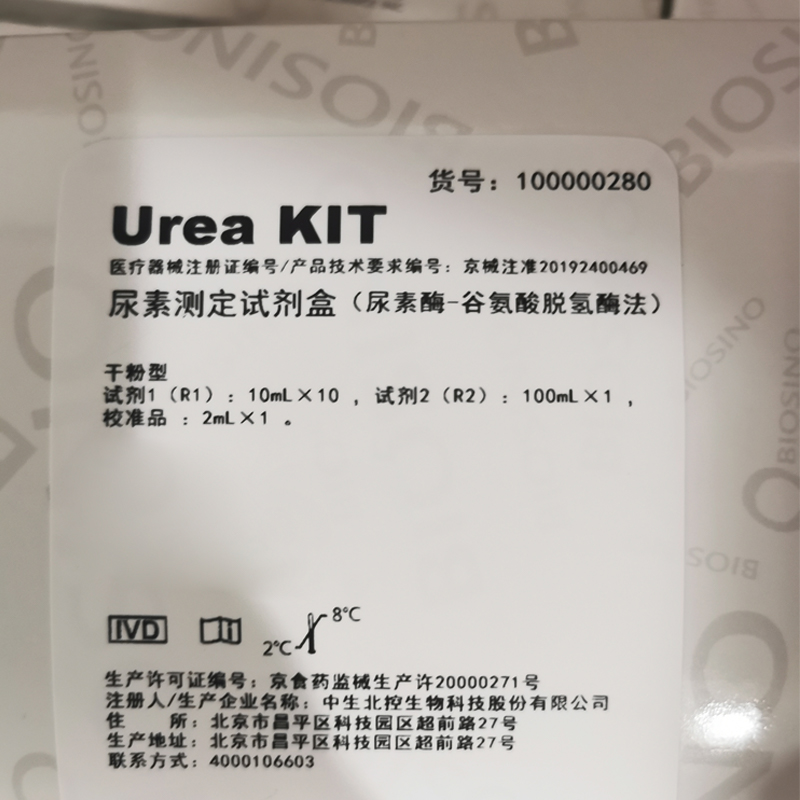 BIOSINO
BIOSINO
货号：100000280
Urea KIT
医疗器械注册证编号/产品技术要求编号：京械注准20192400469
尿素测定试剂盒（尿素酶-谷氨酸脱氢酶法）
干粉型
试剂1（R1）：10mL×10 ，试剂2（R2）：100mL×1 ，
校准品 ：2mL×1 。
BIOSINO
BIOSINO
IVD
2℃
8℃
生产许可证编号：京食药监械生产许20000271号
注册人/生产企业名称：中生北控生物科技股份有限公司
住　　所：北京市昌平区科技园区超前路27号
生产地址：北京市昌平区科技园区超前路27号
联系方式：4000106603